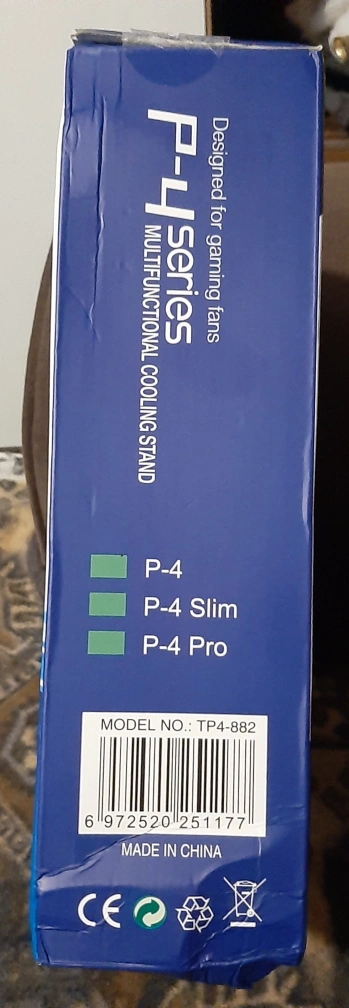 Designed for gaming fans
P-4 series
MULTIFUNCTIONAL COOLING STAND
P-4
P-4 Slim
P-4 Pro
MODEL NO.: TP4-882
6 972520 251177
MADE IN CHINA
CE